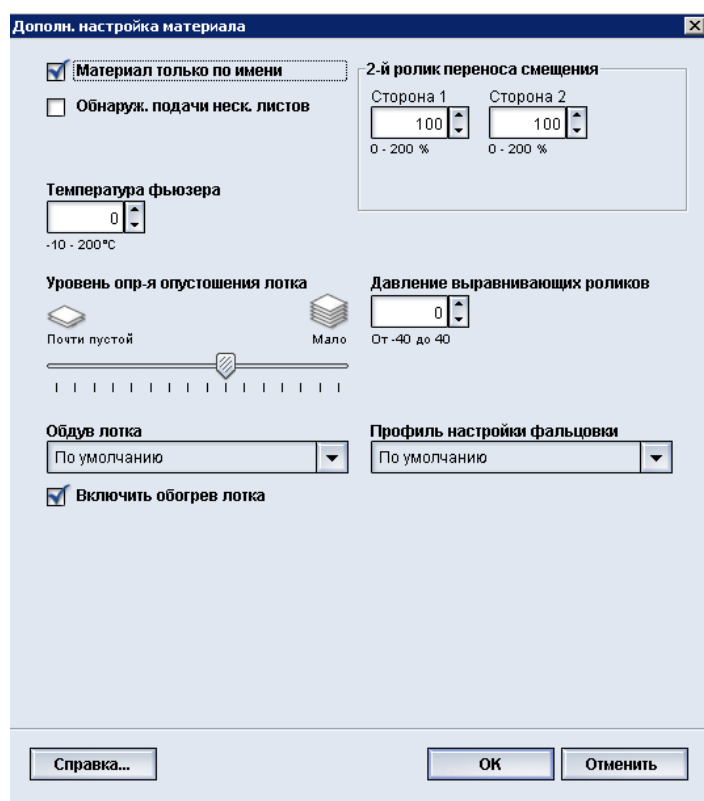 Дополн. настройка материала
Материал только по имени
Обнаруж. подачи неск. листов
2-й ролик переноса смещения
Сторона 1 Сторона 2
100 100
0 - 200 % 0 - 200 %
Температура фьюзера
0
-10 - 200°C
Уровень опр-я опустошения лотка
Почти пустой Мало
Давление выравнивающих роликов
0
От -40 до 40
Обдув лотка
По умолчанию
Профиль настройки фальцовки
По умолчанию
Включить обогрев лотка
Справка... OK Отменить